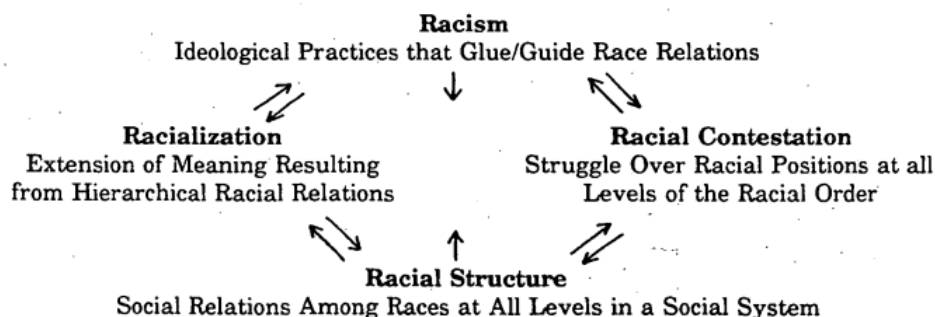 Racism
Ideological Practices that Glue/Guide Race Relations
Racialization
Extension of Meaning Resulting
from Hierarchical Racial Relations
Racial Contestation
Struggle Over Racial Positions at all
Levels of the Racial Order
Racial Structure
Social Relations Among Races at All Levels in a Social System